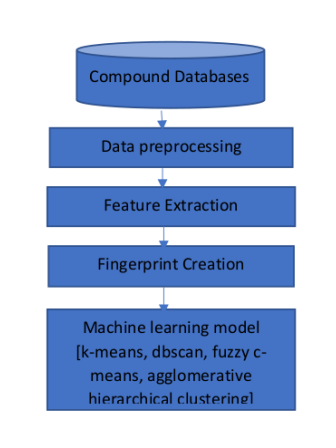 Compound Databases
Data preprocessing
Feature Extraction
Fingerprint Creation
Machine learning model
[k-means, dbscan, fuzzy c-
means, agglomerative
hierarchical clustering]